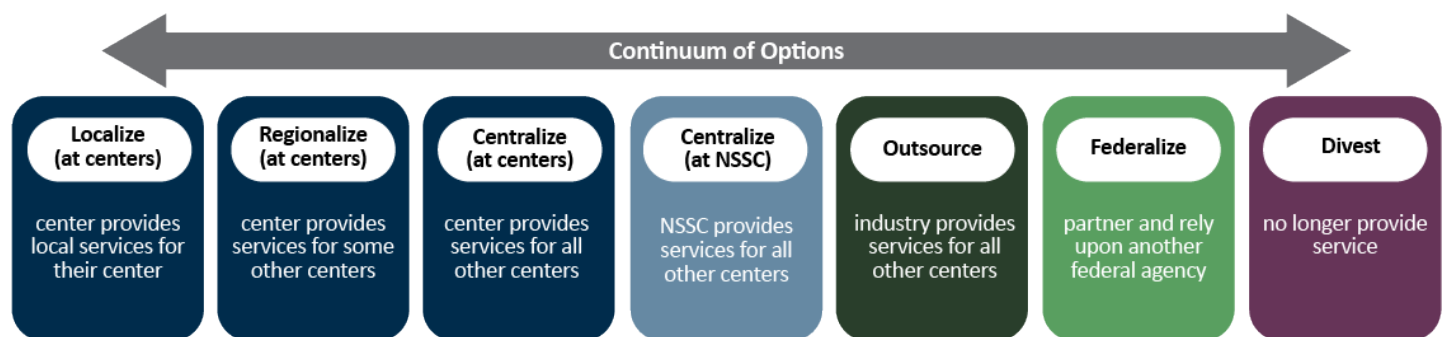 Continuum of Options
Localize
(at centers)
center provides
local services for
their center
Regionalize
(at centers)
center provides
services for some
other centers
Centralize
(at centers)
center provides
services for all
other centers
Centralize
(at NSSC)
NSSC provides
services for all
other centers
Outsource
industry provides
services for all
other centers
Federalize
partner and rely
upon another
federal agency
Divest
no longer provide
service